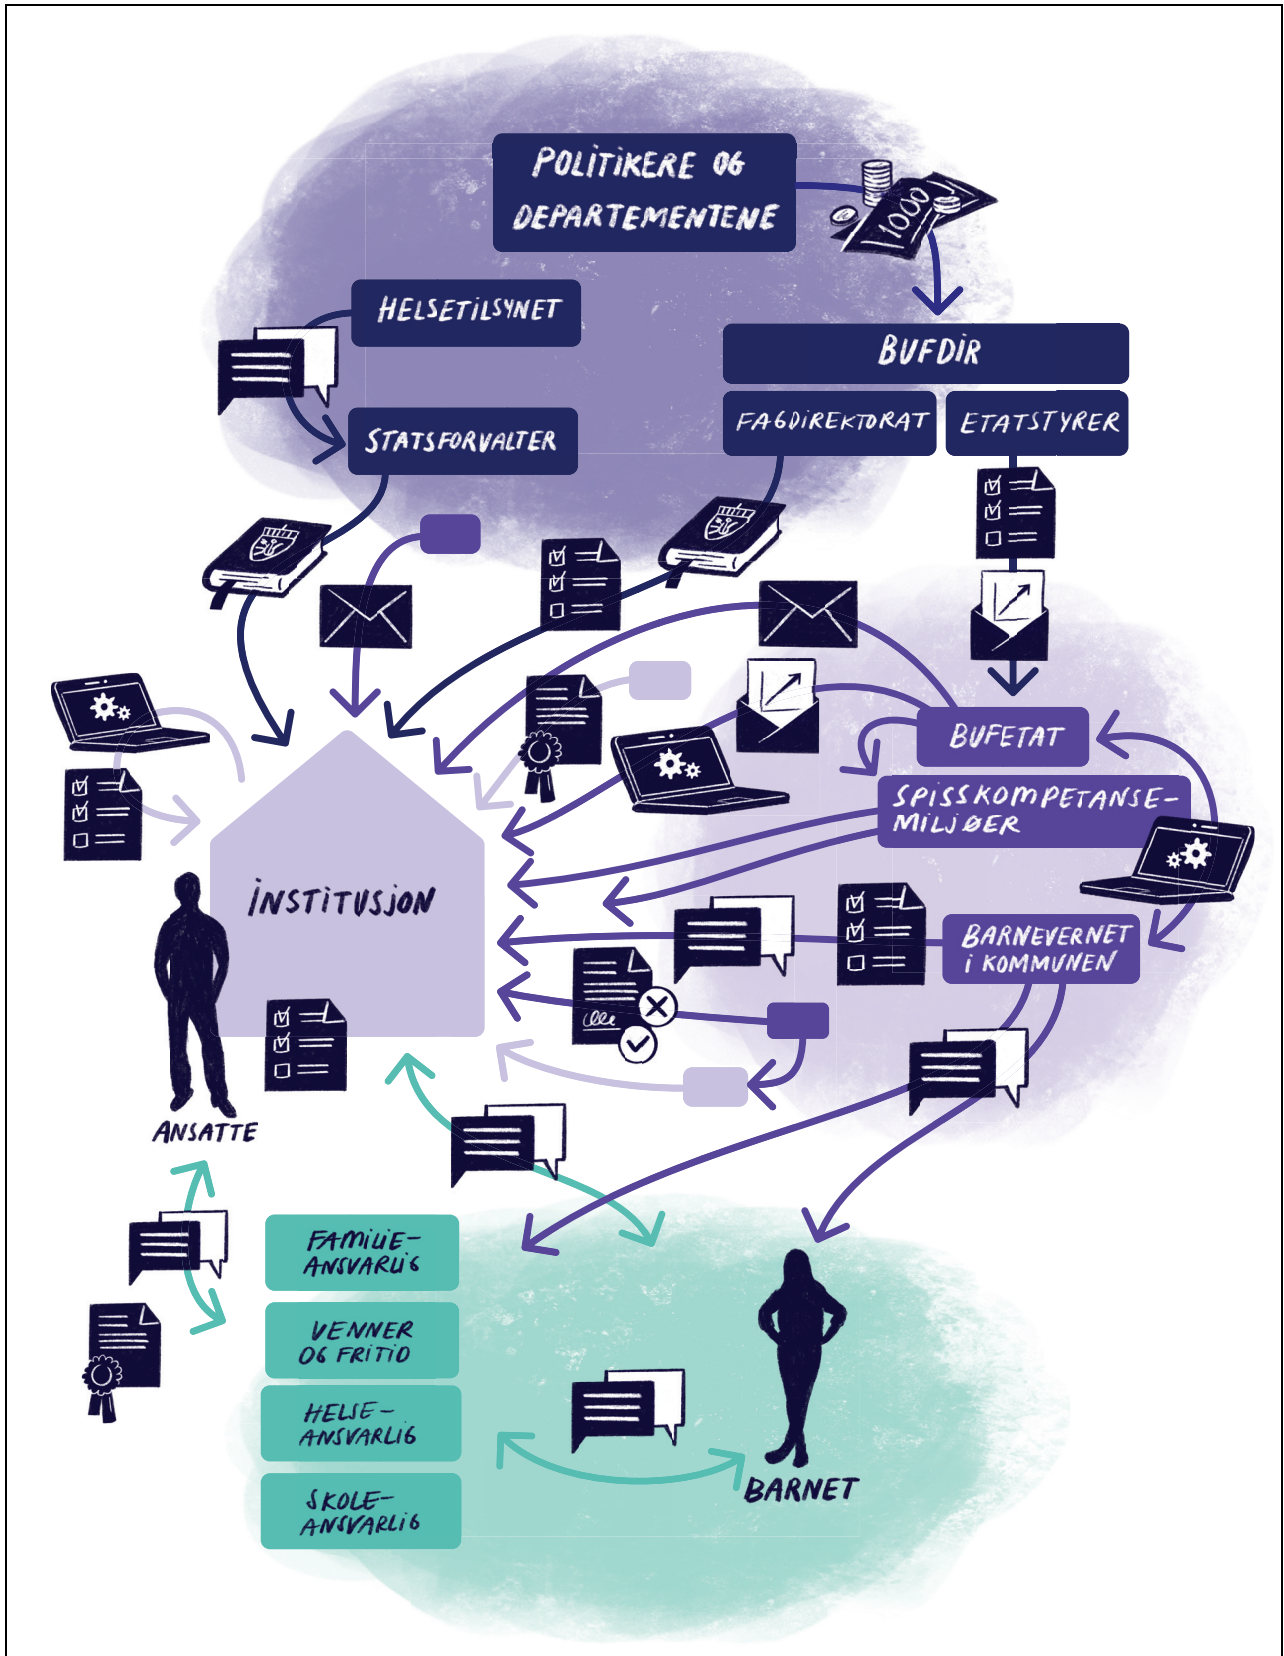 POLITIKERE OG
DEPARTEMENTENE
1000
HELSETILSYNET
BUFDIR
FAGDIREKTORAT
ETATSTYRER
STATSFORVALTER
BUFETAT
SPISSKOMPETANSE-
MILJØER
INSTITUSJON
BARNEVERNET
I KOMMUNEN
ANSATTE
FAMILIE-
ANSVARLIG
VENNER
OG FRITID
HELSE-
ANSVARLIG
SKOLE-
ANSVARLIG
BARNET